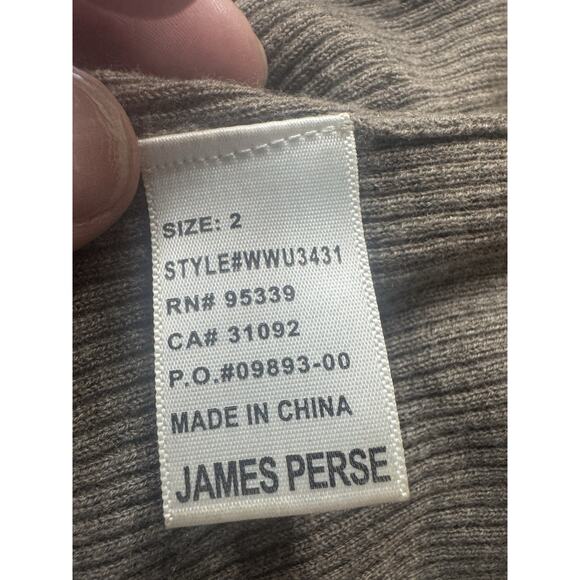 SIZE: 2
STYLE#WWU3431
RN# 95339
CA# 31092
P.O.#09893-00
MADE IN CHINA
JAMES PERSE